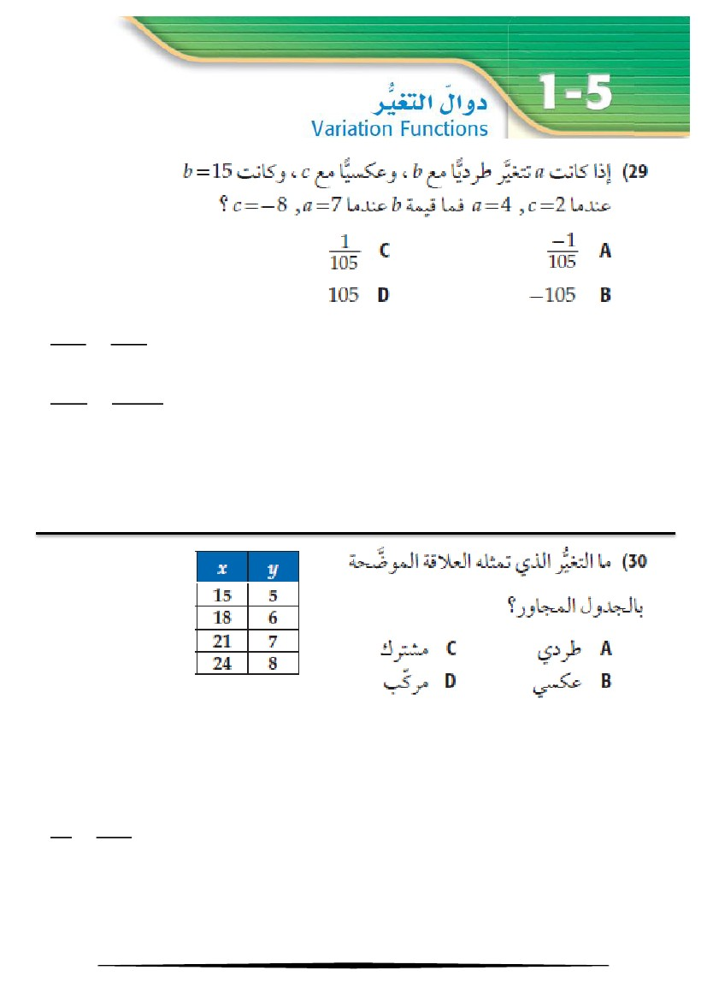 1-5
دوالّ التغيُّر
Variation Functions
29) إذا كانت a تتغيَّر طرديًّا مع b ، وعكسيًّا مع c ، وكانت b = 15
عندما a = 4 , c = 2 فما قيمة b عندما a = 7 , c = −8 ؟
A −1/105 C 1/105
B −105 D 105
30) ما التغيُّر الذي تمثله العلاقة الموضَّحة
بالجدول المجاور؟
A طردي C مشترك
B عكسي D مركّب
x y
15 5
18 6
21 7
24 8